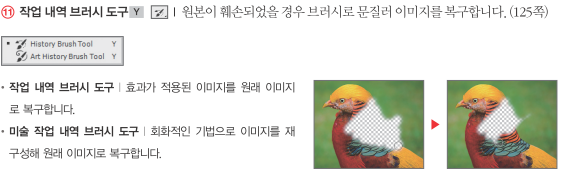 ⑪ 작업 내역 브러시 도구 Y | 원본이 훼손되었을 경우 브러시로 문질러 이미지를 복구합니다. (125쪽)
▪ History Brush Tool Y
Art History Brush Tool Y
• 작업 내역 브러시 도구 | 효과가 적용된 이미지를 원래 이미지
로 복구합니다.
• 미술 작업 내역 브러시 도구 | 회화적인 기법으로 이미지를 재
구성해 원래 이미지로 복구합니다.